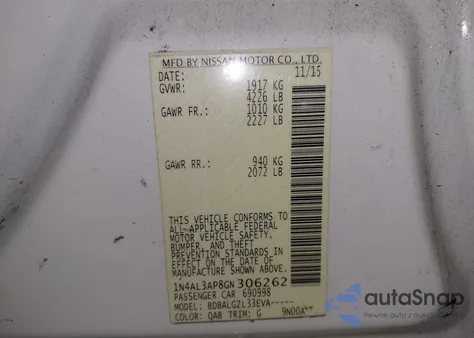 MFD BY NISSAN MOTOR CO., LTD.
DATE: 11/15
GVWR: 1917 KG
4226 LB
GAWR FR.: 1010 KG
2227 LB
GAWR RR.: 940 KG
2072 LB
THIS VEHICLE CONFORMS TO
ALL APPLICABLE FEDERAL
MOTOR VEHICLE SAFETY,
BUMPER, AND THEFT
PREVENTION STANDARDS
IN EFFECT ON THE DATE OF
MANUFACTURE SHOWN ABOVE.
1N4AL3AP8GN306262
PASSENGER CAR 690998
MODEL: BDBALGZL33EVA-----
COLOR: QAB TRIM: G
autoSnap
Pewne auta z